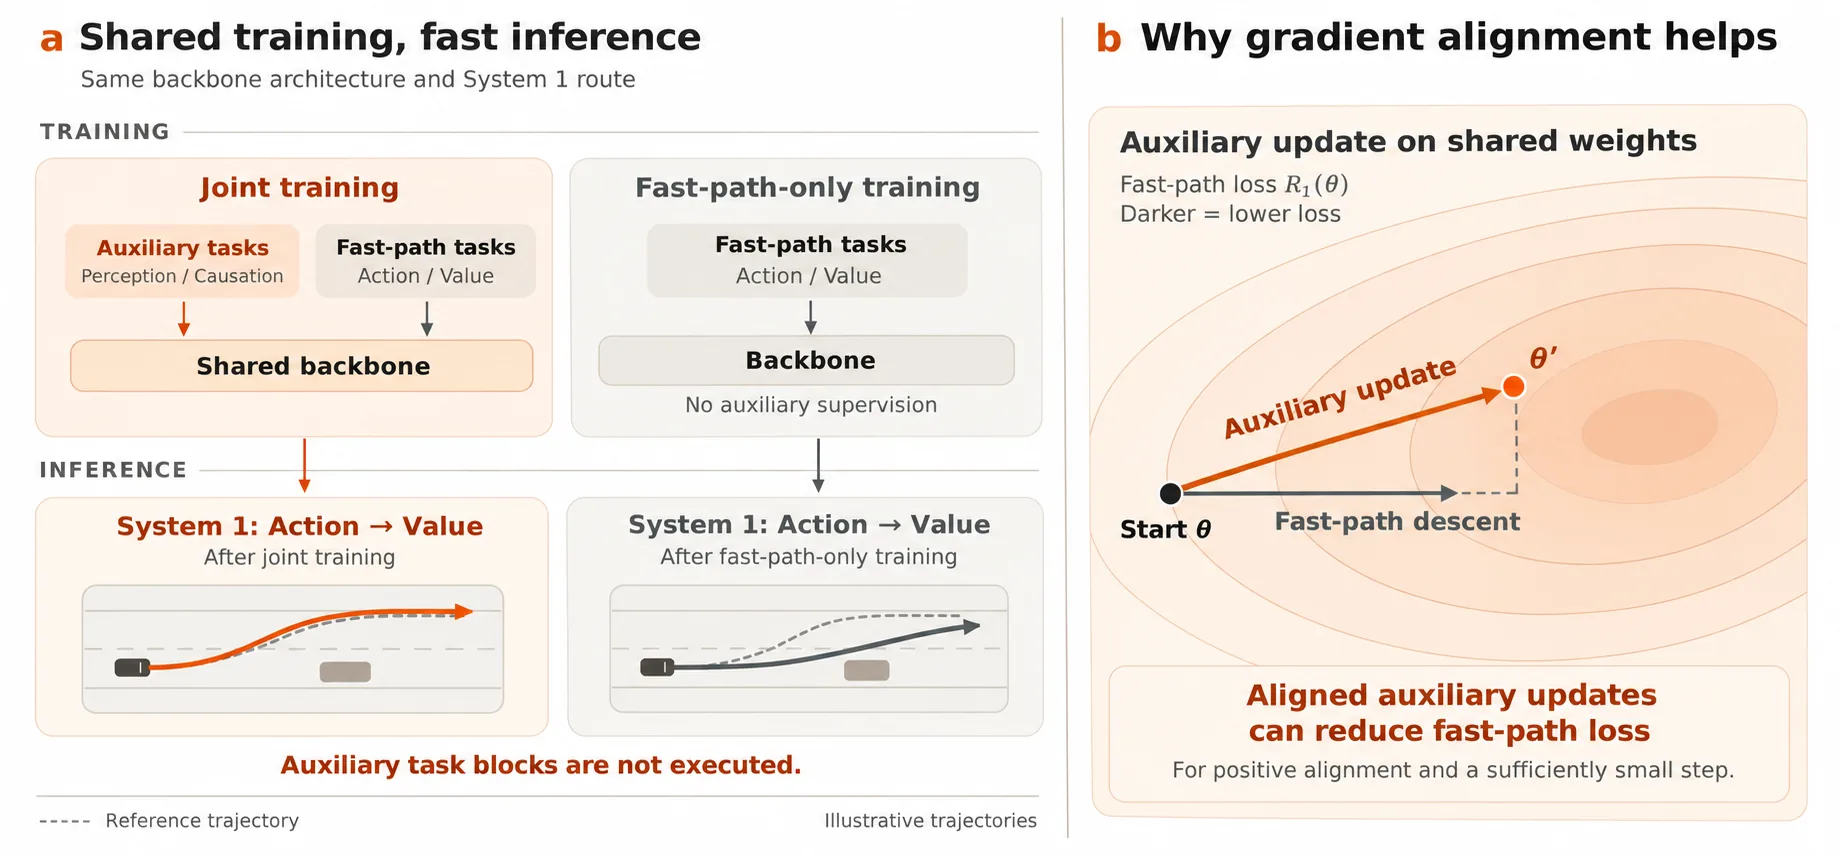 a Shared training, fast inference
Same backbone architecture and System 1 route
TRAINING
Joint training
Auxiliary tasks
Perception / Causation
Fast-path tasks
Action / Value
Shared backbone
Fast-path-only training
Fast-path tasks
Action / Value
Backbone
No auxiliary supervision
INFERENCE
System 1: Action → Value
After joint training
System 1: Action → Value
After fast-path-only training
Auxiliary task blocks are not executed.
Reference trajectory
Illustrative trajectories
b Why gradient alignment helps
Auxiliary update on shared weights
Fast-path loss R₁(θ)
Darker = lower loss
Auxiliary update
θ′
Start θ
Fast-path descent
Aligned auxiliary updates
can reduce fast-path loss
For positive alignment and a sufficiently small step.